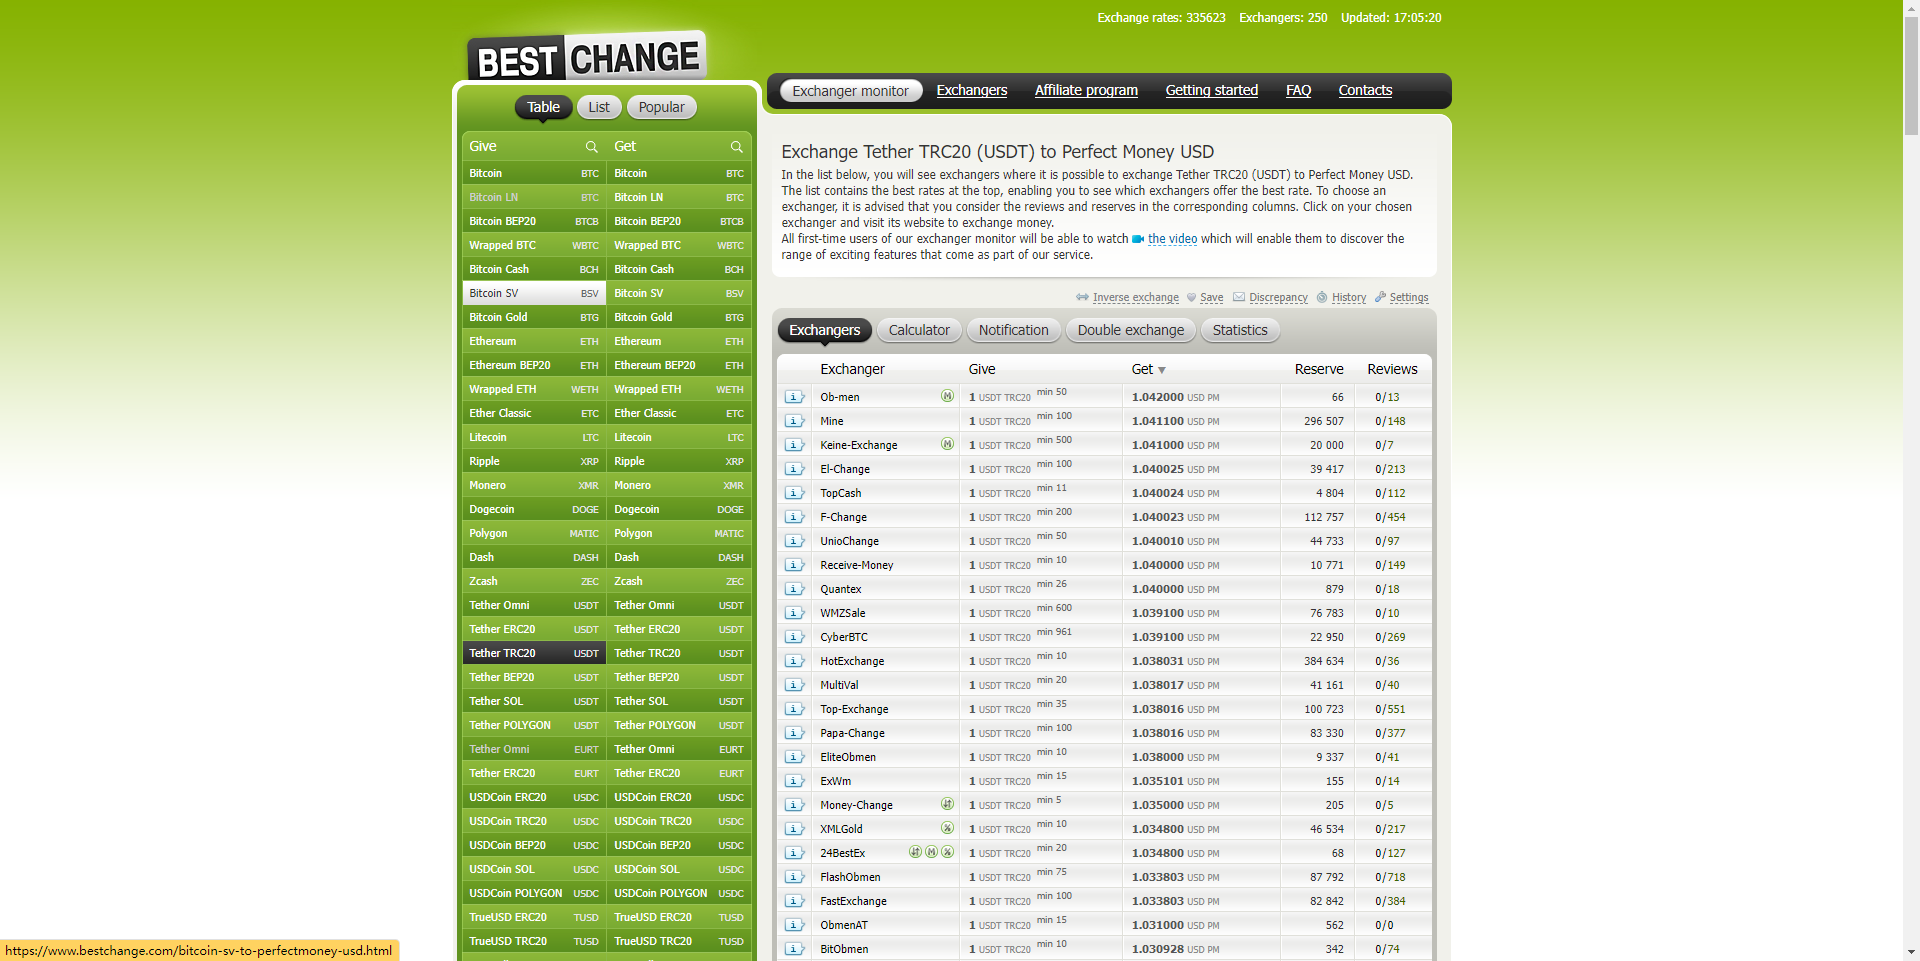 Exchange rates: 335623 Exchangers: 250 Updated: 17:05:20
BEST CHANGE
Exchanger monitor Exchangers Affiliate program Getting started FAQ Contacts
Table List Popular
Give Get
Bitcoin BTC Bitcoin BTC
Bitcoin LN BTC Bitcoin LN BTC
Bitcoin BEP20 BTCB Bitcoin BEP20 BTCB
Wrapped BTC WBTC Wrapped BTC WBTC
Bitcoin Cash BCH Bitcoin Cash BCH
Bitcoin SV BSV Bitcoin SV BSV
Bitcoin Gold BTG Bitcoin Gold BTG
Ethereum ETH Ethereum ETH
Ethereum BEP20 ETH Ethereum BEP20 ETH
Wrapped ETH WETH Wrapped ETH WETH
Ether Classic ETC Ether Classic ETC
Litecoin LTC Litecoin LTC
Ripple XRP Ripple XRP
Monero XMR Monero XMR
Dogecoin DOGE Dogecoin DOGE
Polygon MATIC Polygon MATIC
Dash DASH Dash DASH
Zcash ZEC Zcash ZEC
Tether Omni USDT Tether Omni USDT
Tether ERC20 USDT Tether ERC20 USDT
Tether TRC20 USDT Tether TRC20 USDT
Tether BEP20 USDT Tether BEP20 USDT
Tether SOL USDT Tether SOL USDT
Tether POLYGON USDT Tether POLYGON USDT
Tether Omni EURT Tether Omni EURT
Tether ERC20 EURT Tether ERC20 EURT
USDCoin ERC20 USDC USDCoin ERC20 USDC
USDCoin TRC20 USDC USDCoin TRC20 USDC
USDCoin BEP20 USDC USDCoin BEP20 USDC
USDCoin SOL USDC USDCoin SOL USDC
USDCoin POLYGON USDC USDCoin POLYGON USDC
TrueUSD ERC20 TUSD TrueUSD ERC20 TUSD
TrueUSD TRC20 TUSD TrueUSD TRC20 TUSD
Exchange Tether TRC20 (USDT) to Perfect Money USD
In the list below, you will see exchangers where it is possible to exchange Tether TRC20 (USDT) to Perfect Money USD.
The list contains the best rates at the top, enabling you to see which exchangers offer the best rate. To choose an
exchanger, it is advised that you consider the reviews and reserves in the corresponding columns. Click on your chosen
exchanger and visit its website to exchange money.
All first-time users of our exchanger monitor will be able to watch the video which will enable them to discover the
range of exciting features that come as part of our service.
Inverse exchange Save Discrepancy History Settings
Exchangers Calculator Notification Double exchange Statistics
Exchanger Give Get ▼ Reserve Reviews
i Ob-men M 1 USDT TRC20 min 50 1.042000 USD PM 66 0/13
i Mine 1 USDT TRC20 min 100 1.041100 USD PM 296 507 0/148
i Keine-Exchange M 1 USDT TRC20 min 500 1.041000 USD PM 20 000 0/7
i El-Change 1 USDT TRC20 min 100 1.040025 USD PM 39 417 0/213
i TopCash 1 USDT TRC20 min 11 1.040024 USD PM 4 804 0/112
i F-Change 1 USDT TRC20 min 200 1.040023 USD PM 112 757 0/454
i UnioChange 1 USDT TRC20 min 50 1.040010 USD PM 44 733 0/97
i Receive-Money 1 USDT TRC20 min 10 1.040000 USD PM 10 771 0/149
i Quantex 1 USDT TRC20 min 26 1.040000 USD PM 879 0/18
i WMZSale 1 USDT TRC20 min 600 1.039100 USD PM 76 783 0/10
i CyberBTC 1 USDT TRC20 min 961 1.039100 USD PM 22 950 0/269
i HotExchange 1 USDT TRC20 min 10 1.038031 USD PM 384 634 0/36
i MultiVal 1 USDT TRC20 min 20 1.038017 USD PM 41 161 0/40
i Top-Exchange 1 USDT TRC20 min 35 1.038016 USD PM 100 723 0/551
i Papa-Change 1 USDT TRC20 min 100 1.038016 USD PM 83 330 0/377
i EliteObmen 1 USDT TRC20 min 10 1.038000 USD PM 9 337 0/41
i ExWm 1 USDT TRC20 min 15 1.035101 USD PM 155 0/14
i Money-Change 1 USDT TRC20 min 5 1.035000 USD PM 205 0/5
i XMLGold % 1 USDT TRC20 min 10 1.034800 USD PM 46 534 0/217
i 24BestEx M % 1 USDT TRC20 min 20 1.034800 USD PM 68 0/127
i FlashObmen 1 USDT TRC20 min 75 1.033803 USD PM 87 792 0/718
i FastExchange 1 USDT TRC20 min 100 1.033803 USD PM 82 842 0/384
i ObmenAT 1 USDT TRC20 min 15 1.031000 USD PM 562 0/0
i BitObmen 1 USDT TRC20 min 10 1.030928 USD PM 342 0/74
https://www.bestchange.com/bitcoin-sv-to-perfectmoney-usd.html